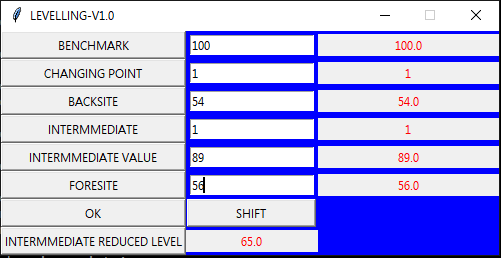 LEVELLING-V1.0
BENCHMARK 100 100.0
CHANGING POINT 1 1
BACKSITE 54 54.0
INTERMMEDIATE 1 1
INTERMMEDIATE VALUE 89 89.0
FORESITE 56 56.0
OK SHIFT
INTERMMEDIATE REDUCED LEVEL 65.0